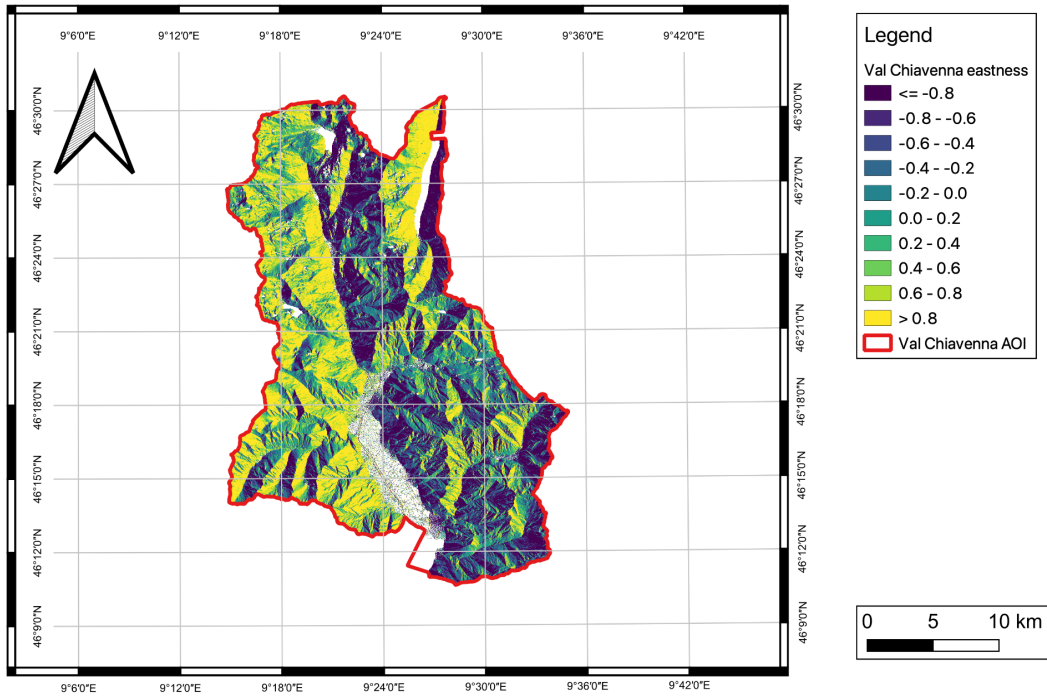 9°6'0"E 9°12'0"E 9°18'0"E 9°24'0"E 9°30'0"E 9°36'0"E 9°42'0"E
46°30'0"N 46°30'0"N
46°27'0"N 46°27'0"N
46°24'0"N 46°24'0"N
46°21'0"N 46°21'0"N
46°18'0"N 46°18'0"N
46°15'0"N 46°15'0"N
46°12'0"N 46°12'0"N
46°9'0"N 46°9'0"N
9°6'0"E 9°12'0"E 9°18'0"E 9°24'0"E 9°30'0"E 9°36'0"E 9°42'0"E
Legend
Val Chiavenna eastness
<= -0.8
-0.8 - -0.6
-0.6 - -0.4
-0.4 - -0.2
-0.2 - 0.0
0.0 - 0.2
0.2 - 0.4
0.4 - 0.6
0.6 - 0.8
> 0.8
Val Chiavenna AOI
0 5 10 km